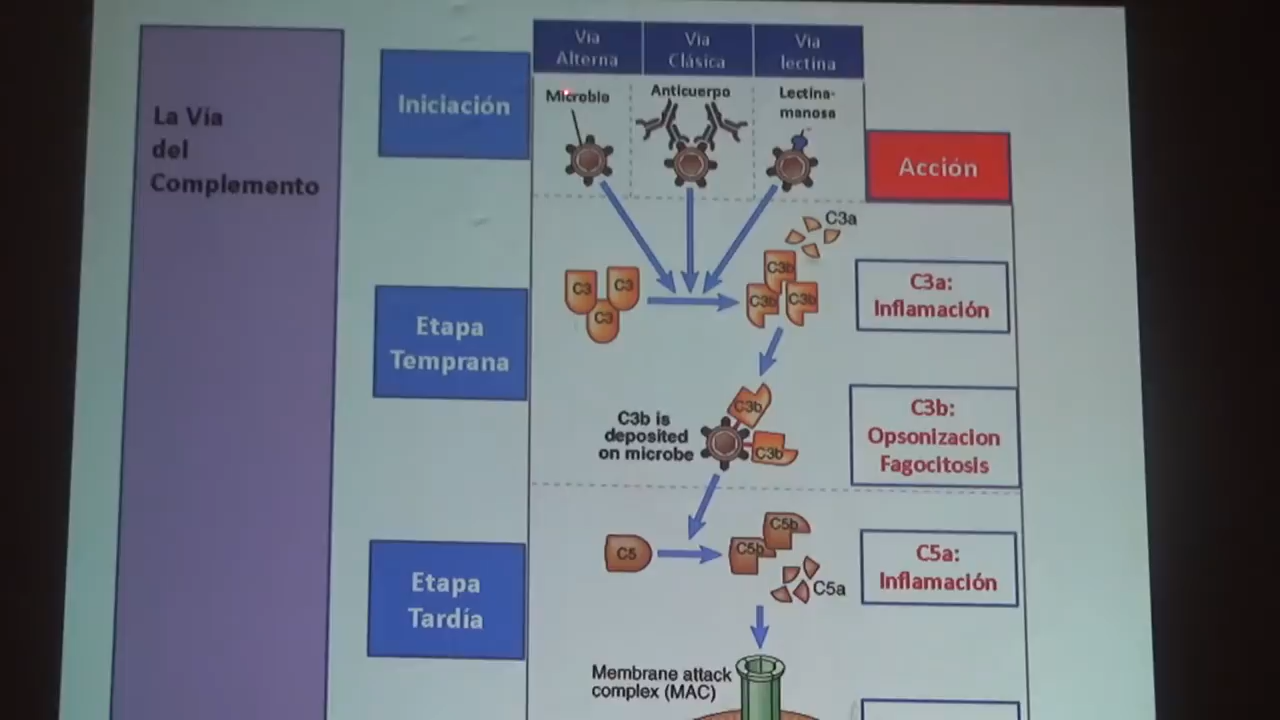 La Vía
del
Complemento
Iniciación
Via
Alterna
Via
Clásica
Via
lectina
Microbio
Anticuerpo
Lectina-
manosa
Acción
C3a
C3
C3
C3
C3b
C3b
C3b
C3a:
Inflamación
Etapa
Temprana
C3b is
deposited
on microbe
C3b
C3b
C3b:
Opsonizacion
Fagocitosis
Etapa
Tardía
C5
C5b
C5b
C5a
C5a:
Inflamación
Membrane attack
complex (MAC)